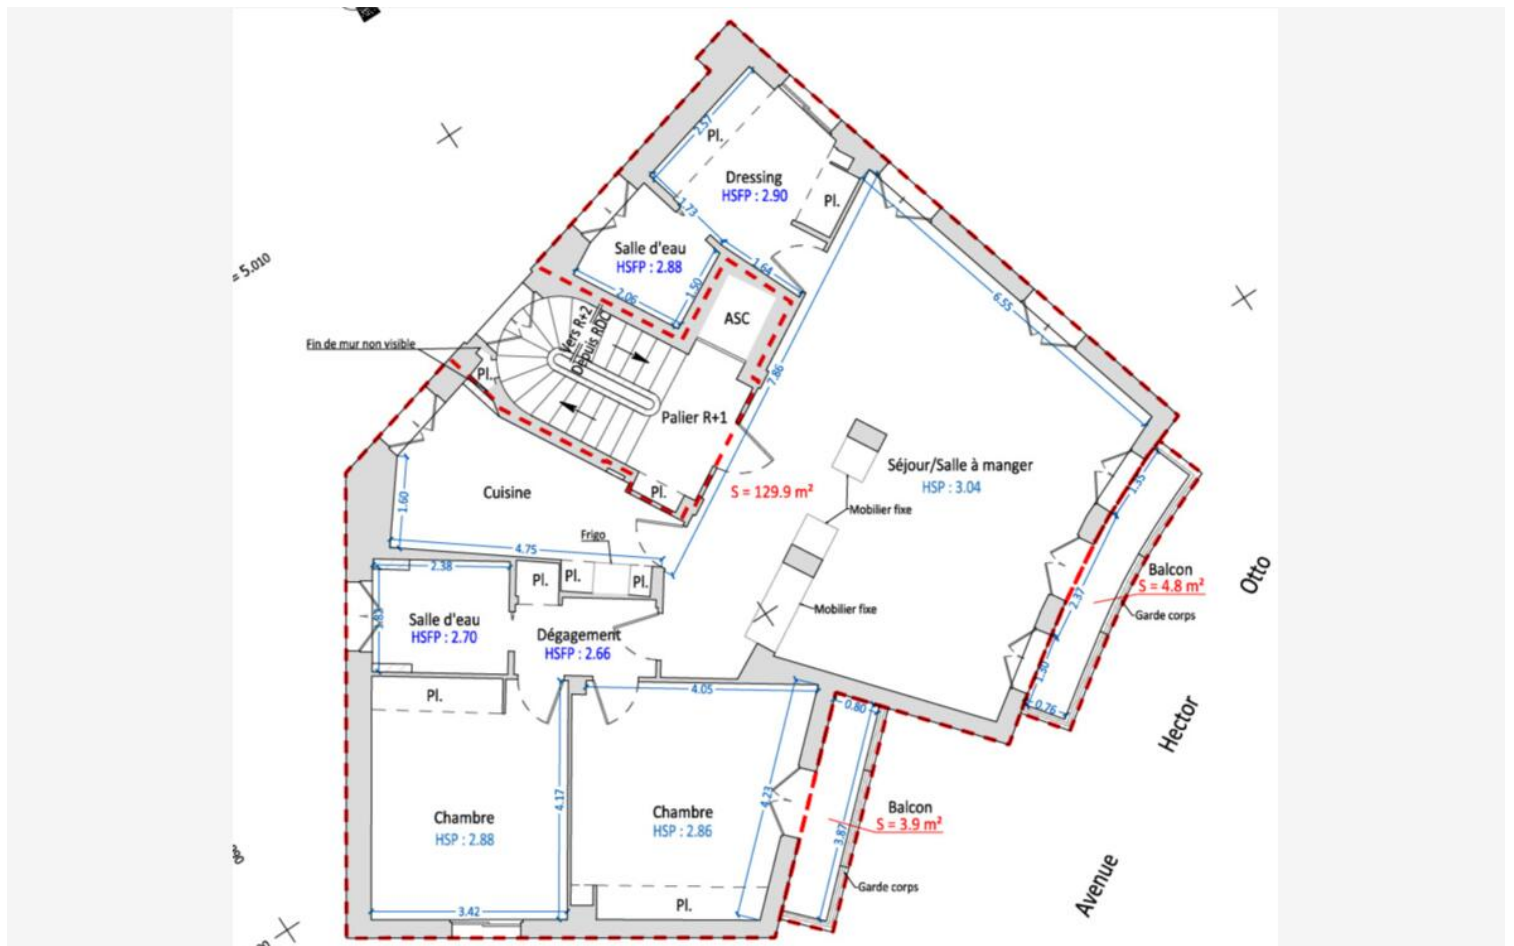 Pl.
2.57
Dressing
HSFP : 2.90
Pl.
1.73
Salle d'eau
HSFP : 2.88
1.64
2.06
1.50
= 5.010
6.55
ASC
Vers R+2
Depuis RDC
Fin de mur non visible
Pl.
7.86
Palier R+1
Séjour/Salle à manger
HSP : 3.04
Cuisine
Pl.
S = 129.9 m²
1.60
Mobilier fixe
1.35
Frigo
4.75
2.38
Pl.
Pl.
Pl.
Balcon
S = 4.8 m²
Otto
2.37
Garde corps
Salle d'eau
HSFP : 2.70
Mobilier fixe
Dégagement
HSFP : 2.66
1.30
Pl.
4.05
0.80
0.76
Hector
Chambre
HSP : 2.88
4.17
Chambre
HSP : 2.86
4.23
Balcon
S = 3.9 m²
3.87
Garde corps
Avenue
3.42
Pl.